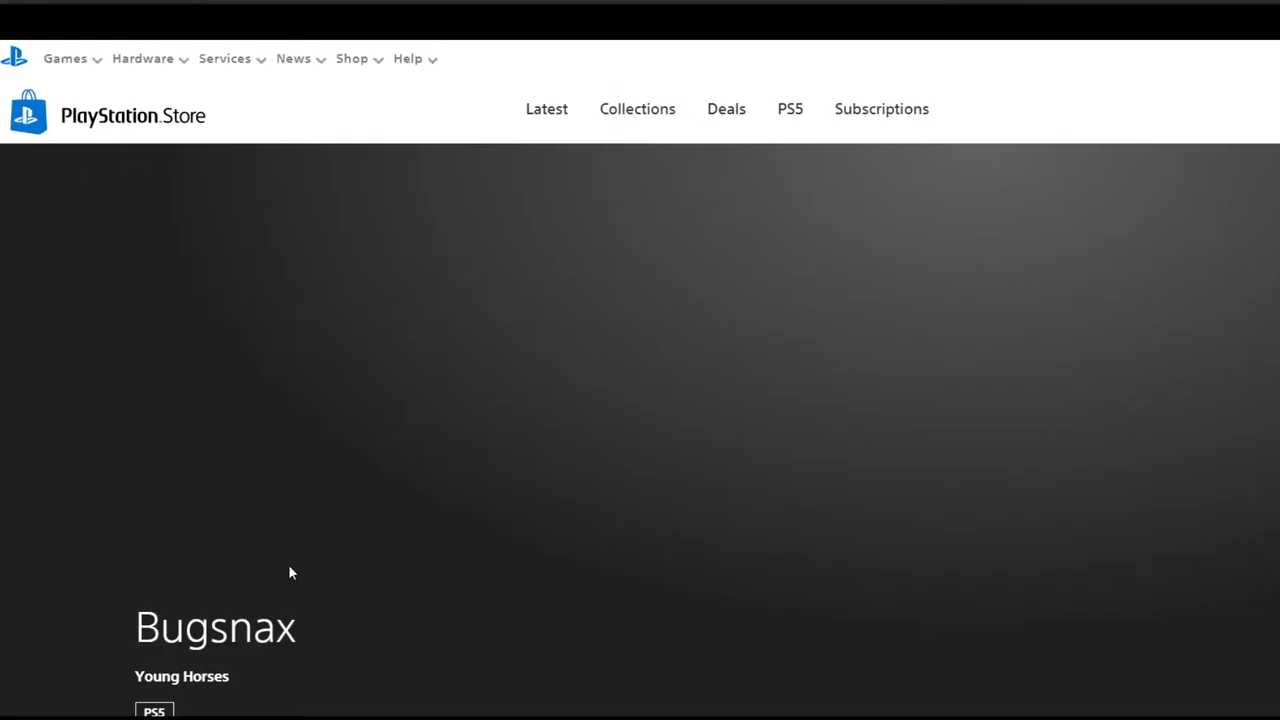 Games Hardware Services News Shop Help
PlayStation.Store
Latest Collections Deals PS5 Subscriptions
Bugsnax
Young Horses
PS5